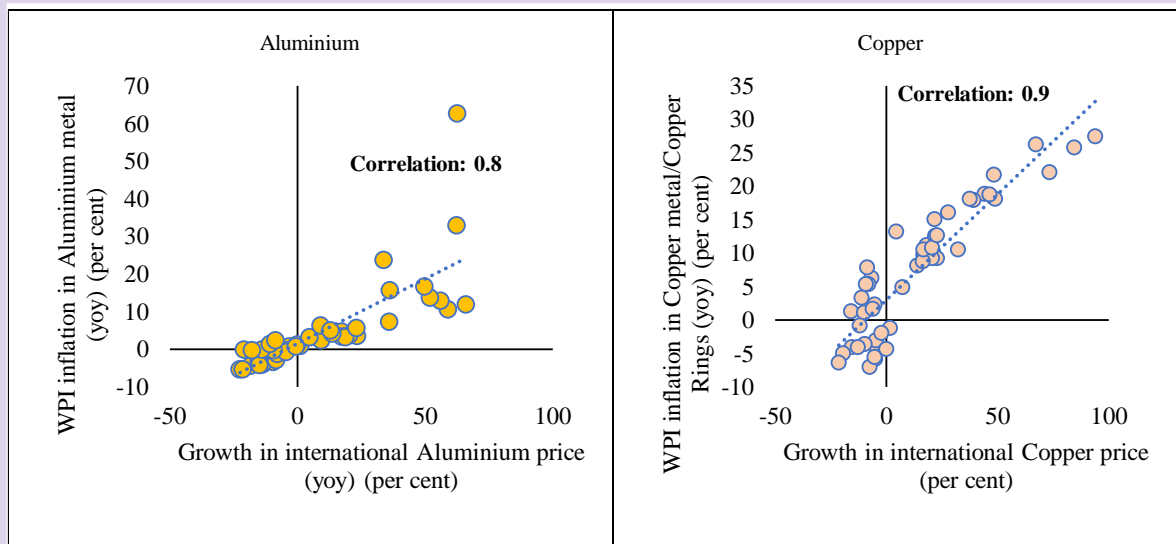 Aluminium
WPI inflation in Aluminium metal
(yoy) (per cent)
70
60
50
40
30
20
10
0
-10
Correlation: 0.8
-50
0
50
100
Growth in international Aluminium price
(yoy) (per cent)
Copper
WPI inflation in Copper metal/Copper
Rings (yoy) (per cent)
35
30
25
20
15
10
5
0
-5
-10
Correlation: 0.9
-50
0
50
100
Growth in international Copper price
(per cent)